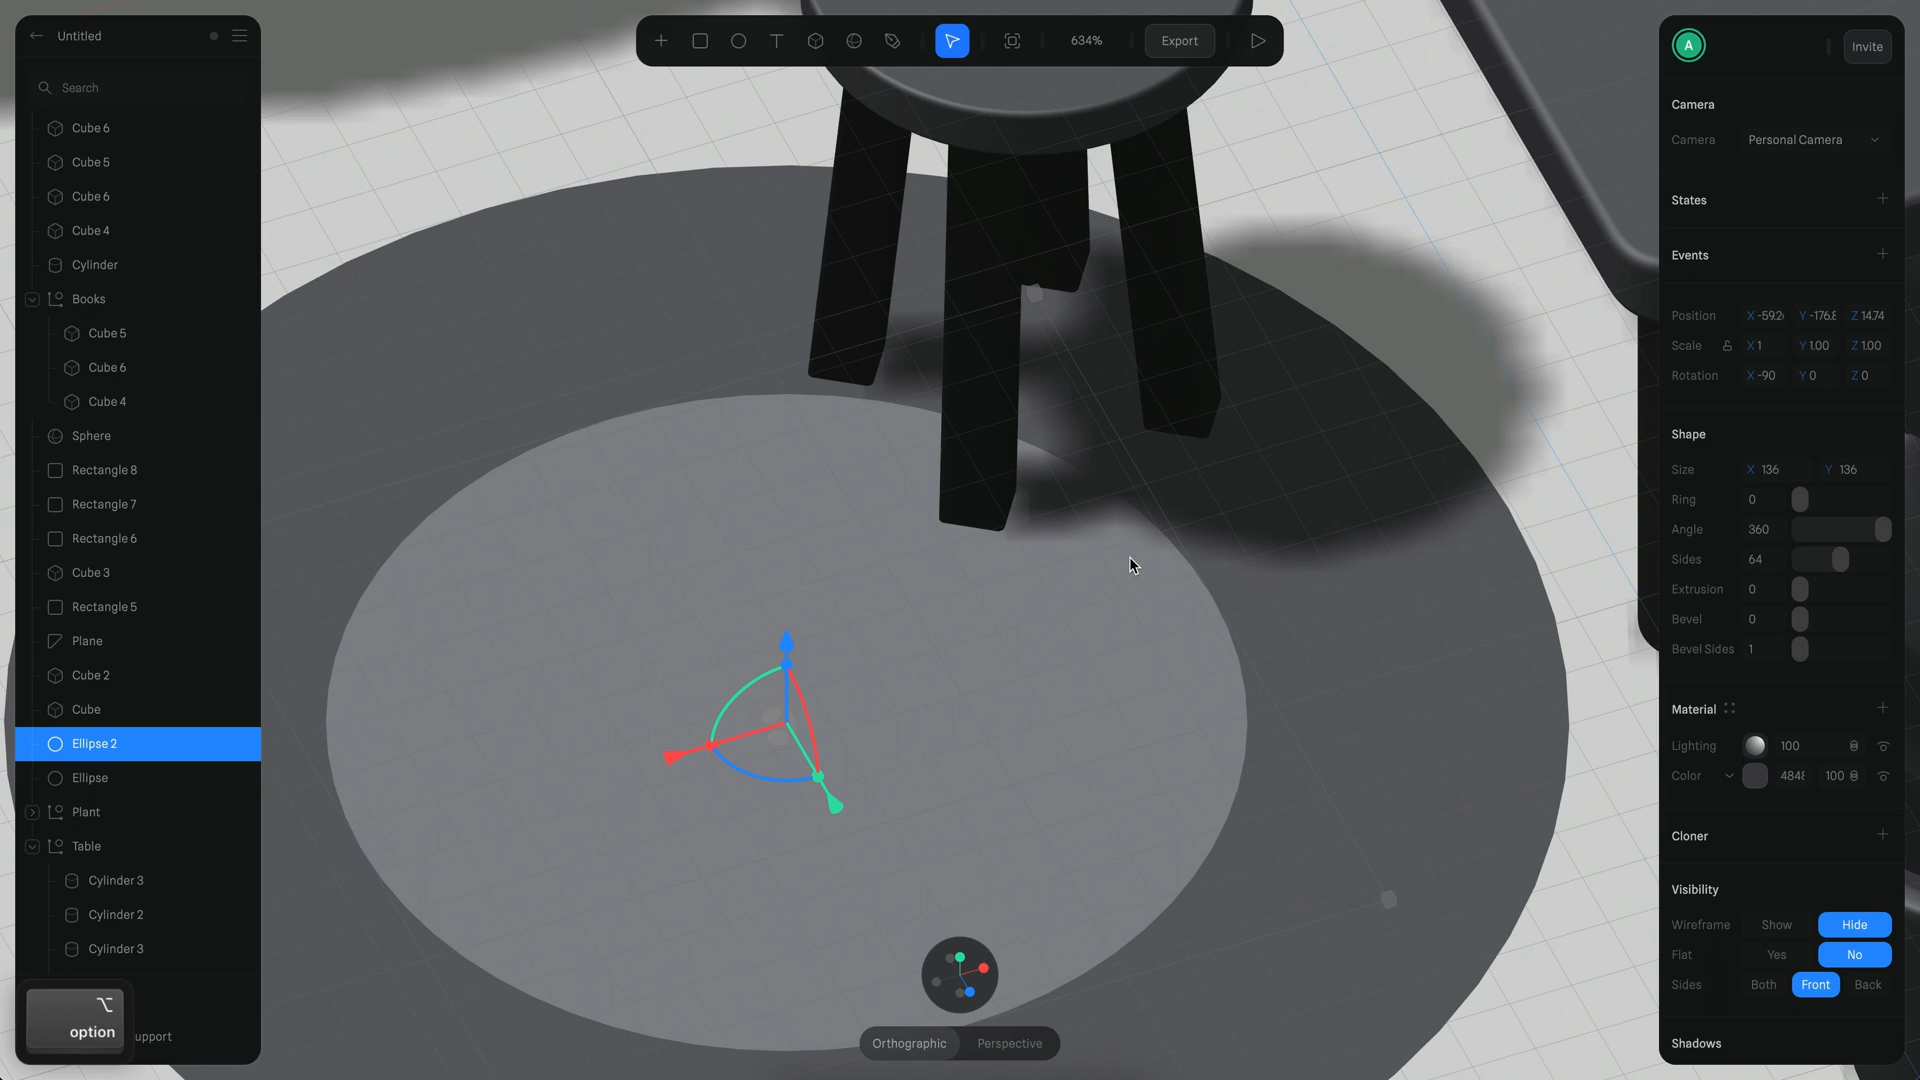 Untitled
Search
Cube 6
Cube 5
Cube 6
Cube 4
Cylinder
Books
Cube 5
Cube 6
Cube 4
Sphere
Rectangle 8
Rectangle 7
Rectangle 6
Cube 3
Rectangle 5
Plane
Cube 2
Cube
Ellipse 2
Ellipse
Plant
Table
Cylinder 3
Cylinder 2
Cylinder 3
⌥
option
upport
T
634%
Export
Orthographic
Perspective
A
Invite
Camera
Camera Personal Camera
States
Events
Position X -59.2 Y -176.8 Z 14.74
Scale X 1 Y 1.00 Z 1.00
Rotation X -90 Y 0 Z 0
Shape
Size X 136 Y 136
Ring 0
Angle 360
Sides 64
Extrusion 0
Bevel 0
Bevel Sides 1
Material
Lighting 100
Color 4848 100
Cloner
Visibility
Wireframe Show Hide
Flat Yes No
Sides Both Front Back
Shadows